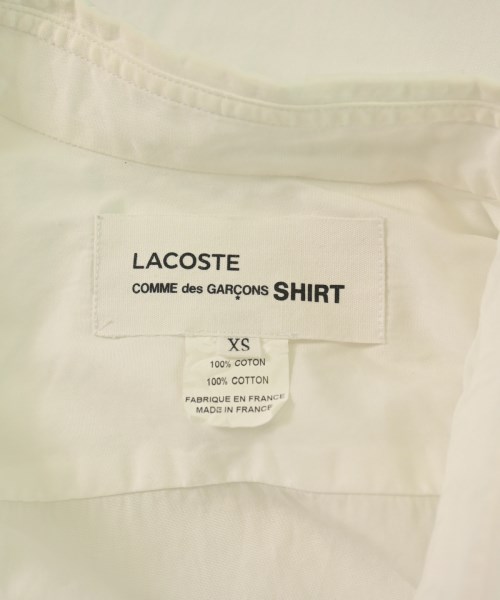 LACOSTE
COMME des GARÇONS SHIRT
XS
100% COTON
100% COTTON
FABRIQUE EN FRANCE
MADE IN FRANCE